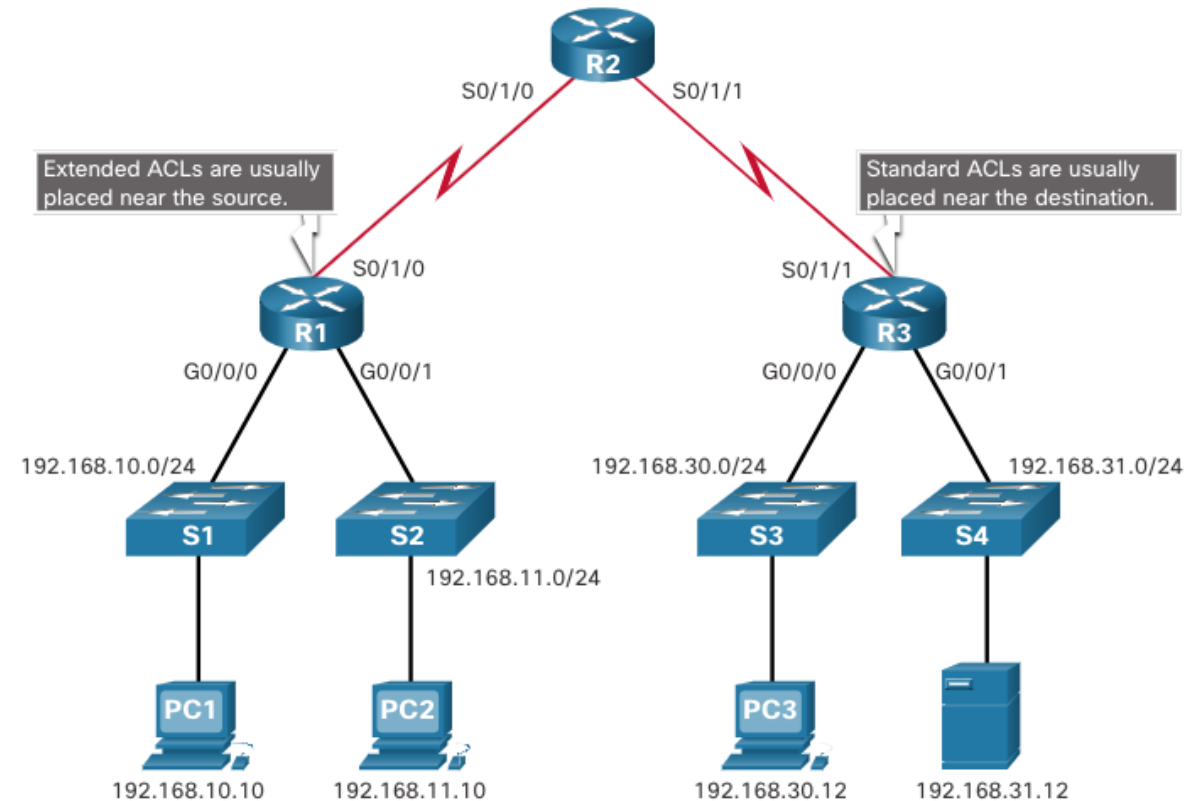 R2
S0/1/0
S0/1/1
Extended ACLs are usually
placed near the source.
Standard ACLs are usually
placed near the destination.
S0/1/0
S0/1/1
R1
R3
G0/0/0
G0/0/1
G0/0/0
G0/0/1
192.168.10.0/24
192.168.30.0/24
192.168.31.0/24
S1
S2
S3
S4
192.168.11.0/24
PC1
PC2
PC3
192.168.10.10
192.168.11.10
192.168.30.12
192.168.31.12